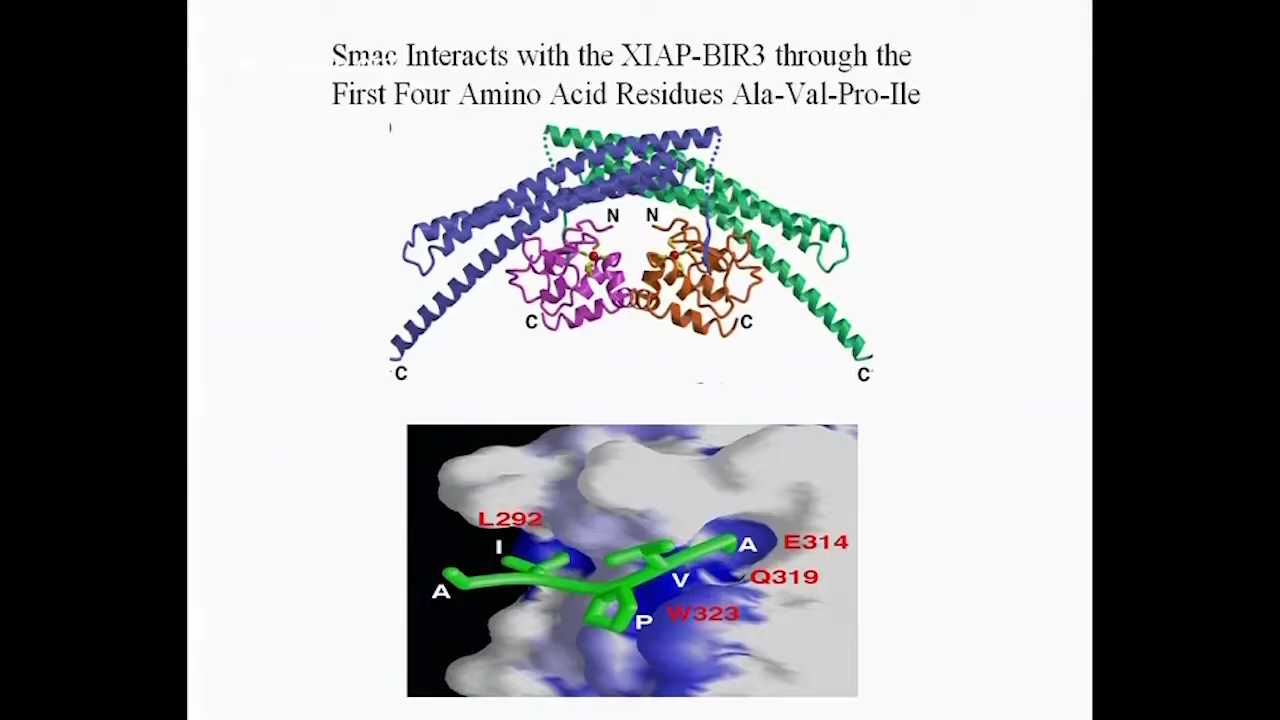 Smac Interacts with the XIAP-BIR3 through the
First Four Amino Acid Residues Ala-Val-Pro-Ile
N N
C C
C C
L292
I A E314
A V Q319
P W323